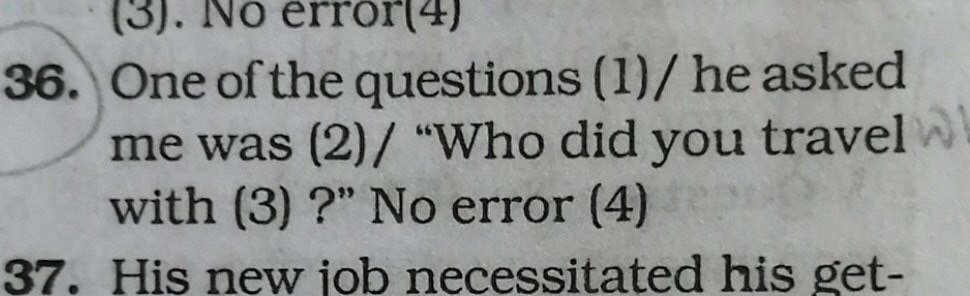 (3). No error(4)
36. One of the questions (1)/ he asked
me was (2)/ “Who did you travel
with (3) ?” No error (4)
37. His new job necessitated his get-